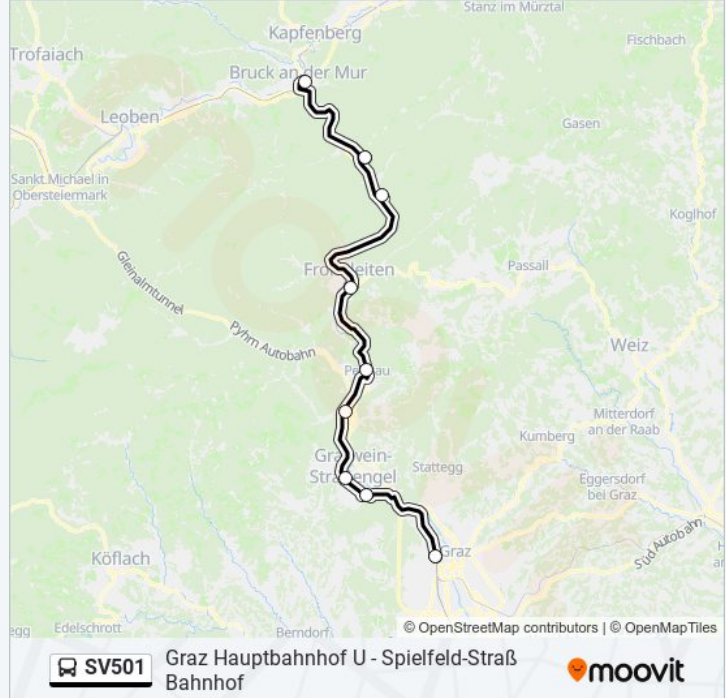 Stanz im Mürztal
Kapfenberg
Fischbach
Trofaiach
Bruck an der Mur
Leoben
Gasen
Sankt Michael in
Obersteiermark
Koglhof
Gleinalmtunnel
Passail
Pyhrn Autobahn
Weiz
Mitterdorf
an der Raab
Kumberg
Stattegg
Eggersdorf
bei Graz
Süd Autobahn
Graz
Köflach
Edelschrott
Berndorf
© OpenStreetMap contributors | © OpenMapTiles
SV501
Graz Hauptbahnhof U - Spielfeld-Straß
Bahnhof
moovit